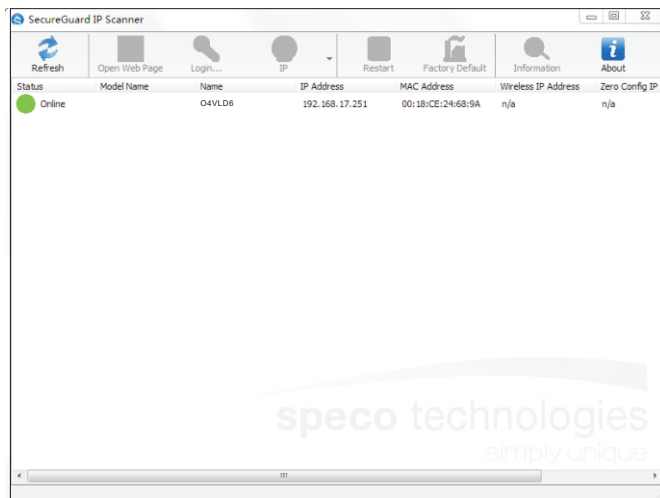 SecureGuard IP Scanner
Refresh Open Web Page Login... IP Restart Factory Default Information About
Status Model Name Name IP Address MAC Address Wireless IP Address Zero Config IP
Online O4VLD6 192.168.17.251 00:18:CE:24:68:9A n/a n/a
speco technologies
simply unique